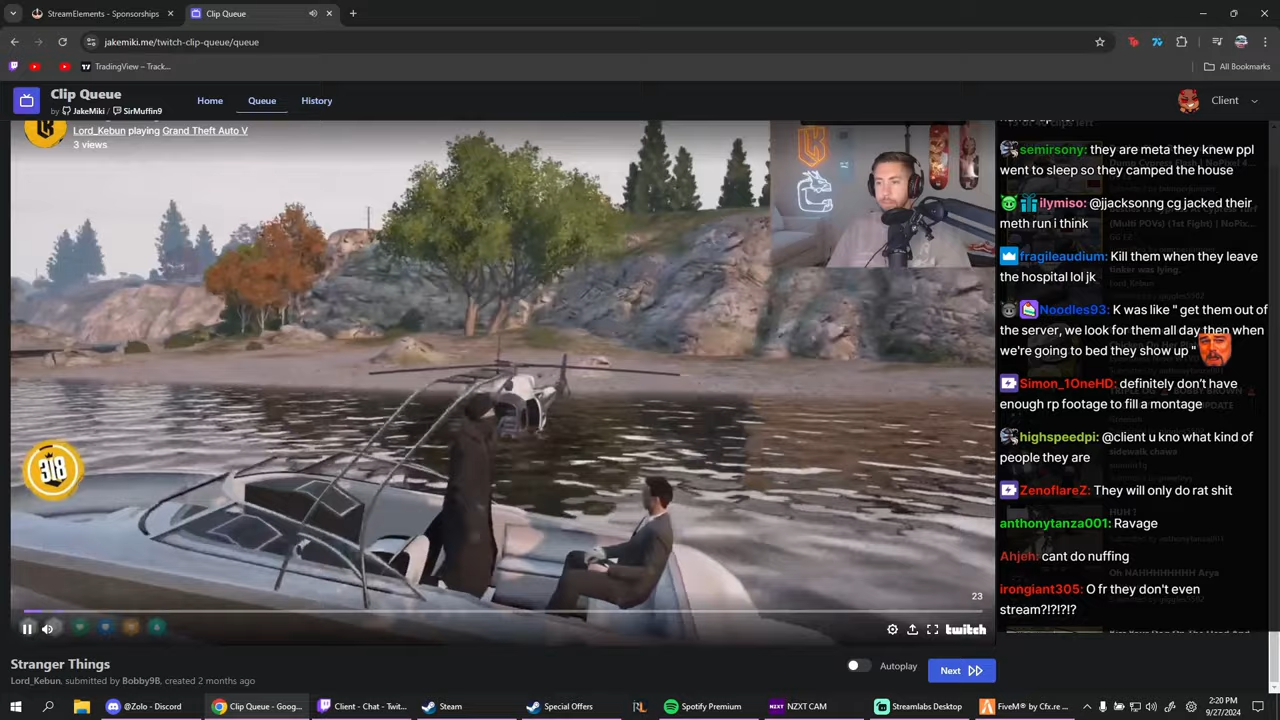 StreamElements - Sponsorships
Clip Queue
jakemiki.me/twitch-clip-queue/queue
TradingView – Track...
All Bookmarks
Clip Queue
by JakeMiki / SirMuffin9
Home
Queue
History
Client
Lord_Kebun playing Grand Theft Auto V
3 views
318
23
twitch
semirsony: they are meta they knew ppl
went to sleep so they camped the house
ilymiso: @jjacksonng cg jacked their
meth run i think
fragileaudium: Kill them when they leave
the hospital lol jk
Noodles93: K was like " get them out of
the server, we look for them all day then when
we're going to bed they show up "
Simon_1OneHD: definitely don't have
enough rp footage to fill a montage
highspeedpi: @client u kno what kind of
people they are
ZenoflareZ: They will only do rat shit
anthonytanza001: Ravage
Ahjeh: cant do nuffing
irongiant305: O fr they don't even
stream?!?!?!?
Stranger Things
Lord_Kebun, submitted by Bobby9B, created 2 months ago
Autoplay
Next
@Zolo - Discord
Clip Queue - Goog...
Client - Chat - Twit...
Steam
Special Offers
Spotify Premium
NZXT CAM
Streamlabs Desktop
FiveM® by Cfx.re ...
2:20 PM
9/27/2024